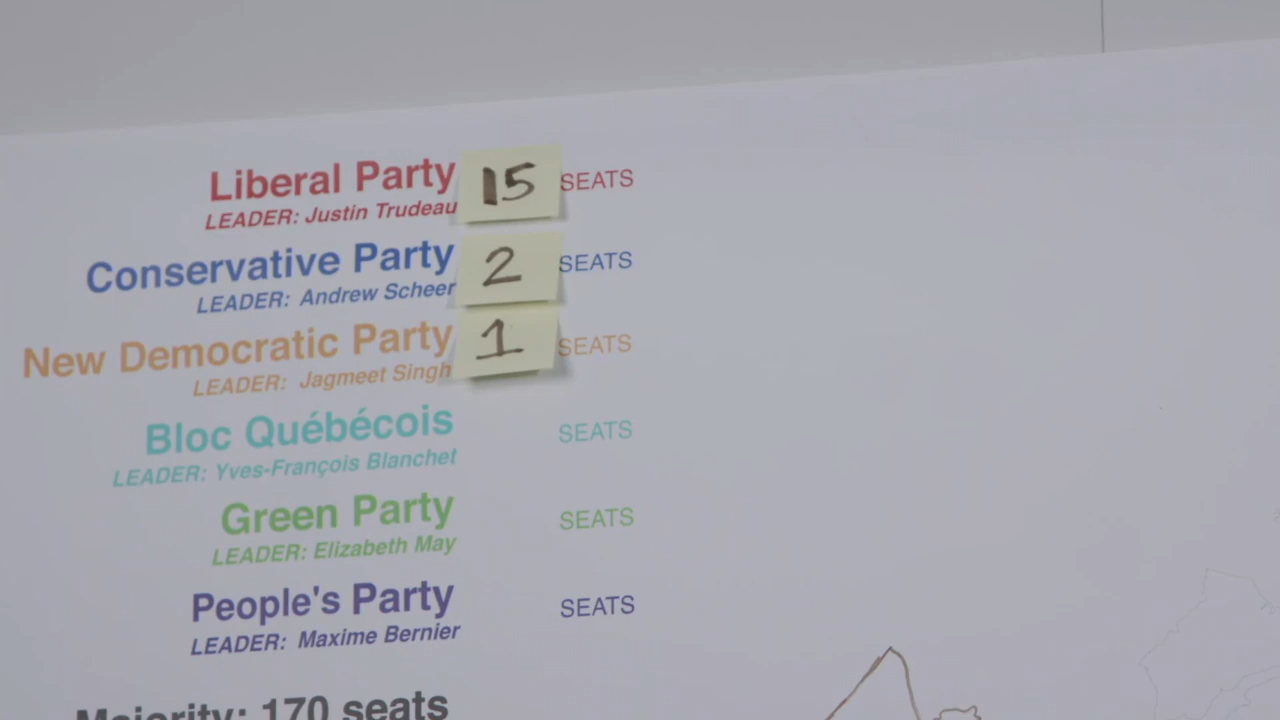 Liberal Party 15 SEATS
LEADER: Justin Trudeau
Conservative Party 2 SEATS
LEADER: Andrew Scheer
New Democratic Party 1 SEATS
LEADER: Jagmeet Singh
Bloc Québécois SEATS
LEADER: Yves-François Blanchet
Green Party SEATS
LEADER: Elizabeth May
People's Party SEATS
LEADER: Maxime Bernier
Majority: 170 seats